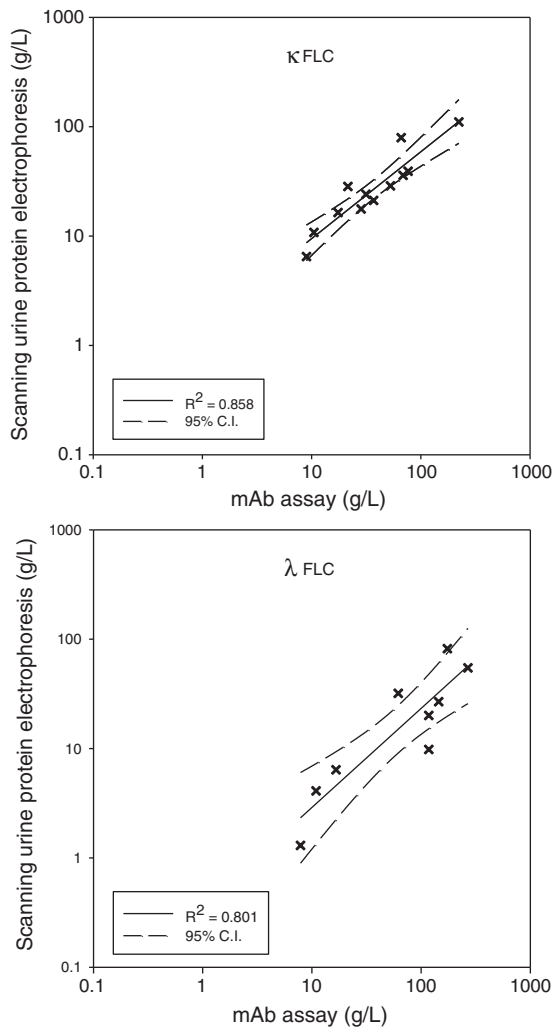 1000
κ FLC
100
10
1
0.1
R² = 0.858
95% C.I.
0.1 1 10 100 1000
mAb assay (g/L)
Scanning urine protein electrophoresis (g/L)
1000
λ FLC
100
10
1
0.1
R² = 0.801
95% C.I.
0.1 1 10 100 1000
mAb assay (g/L)
Scanning urine protein electrophoresis (g/L)